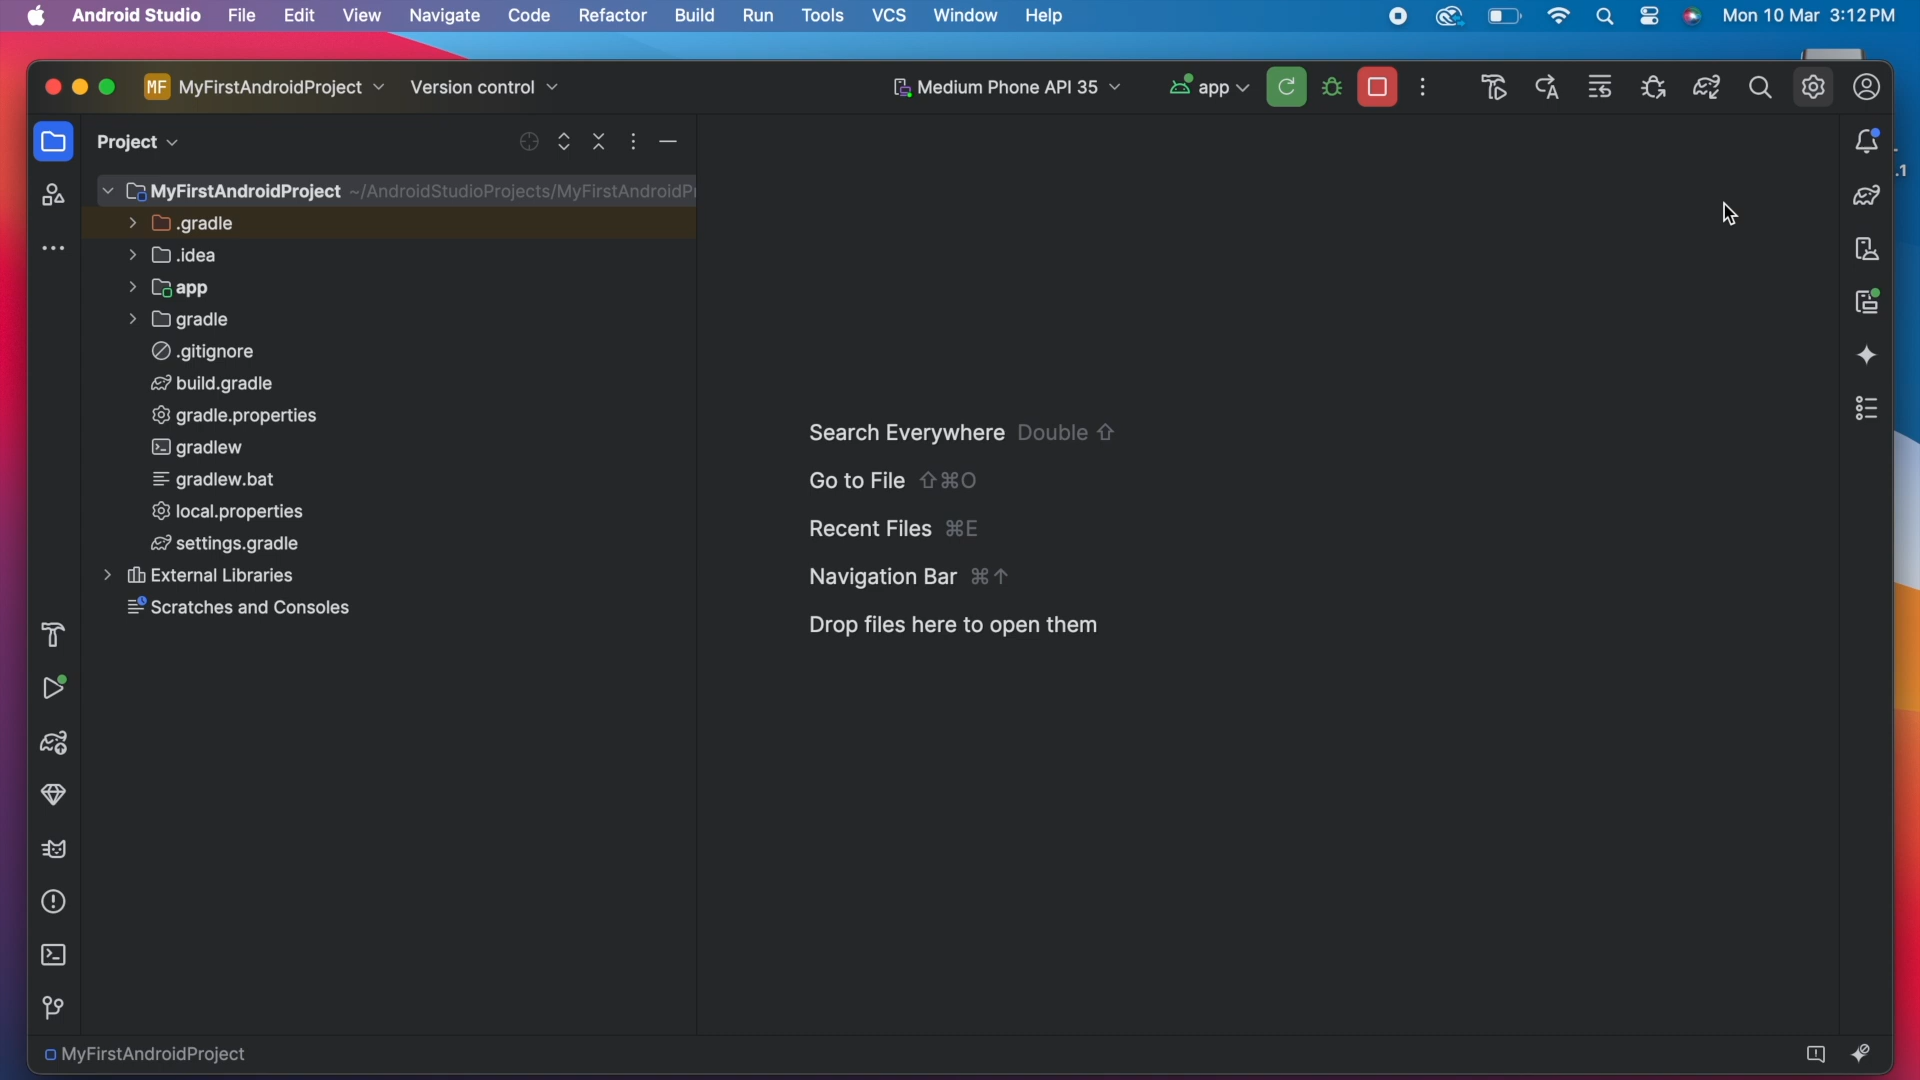 Android Studio File Edit View Navigate Code Refactor Build Run Tools VCS Window Help Mon 10 Mar 3:12 PM
MF MyFirstAndroidProject Version control Medium Phone API 35 app
Project
MyFirstAndroidProject ~/AndroidStudioProjects/MyFirstAndroidPr
.gradle
.idea
app
gradle
.gitignore
build.gradle
gradle.properties
gradlew
gradlew.bat
local.properties
settings.gradle
External Libraries
Scratches and Consoles
Search Everywhere Double ⇧
Go to File ⇧⌘O
Recent Files ⌘E
Navigation Bar ⌘↑
Drop files here to open them
MyFirstAndroidProject
.1